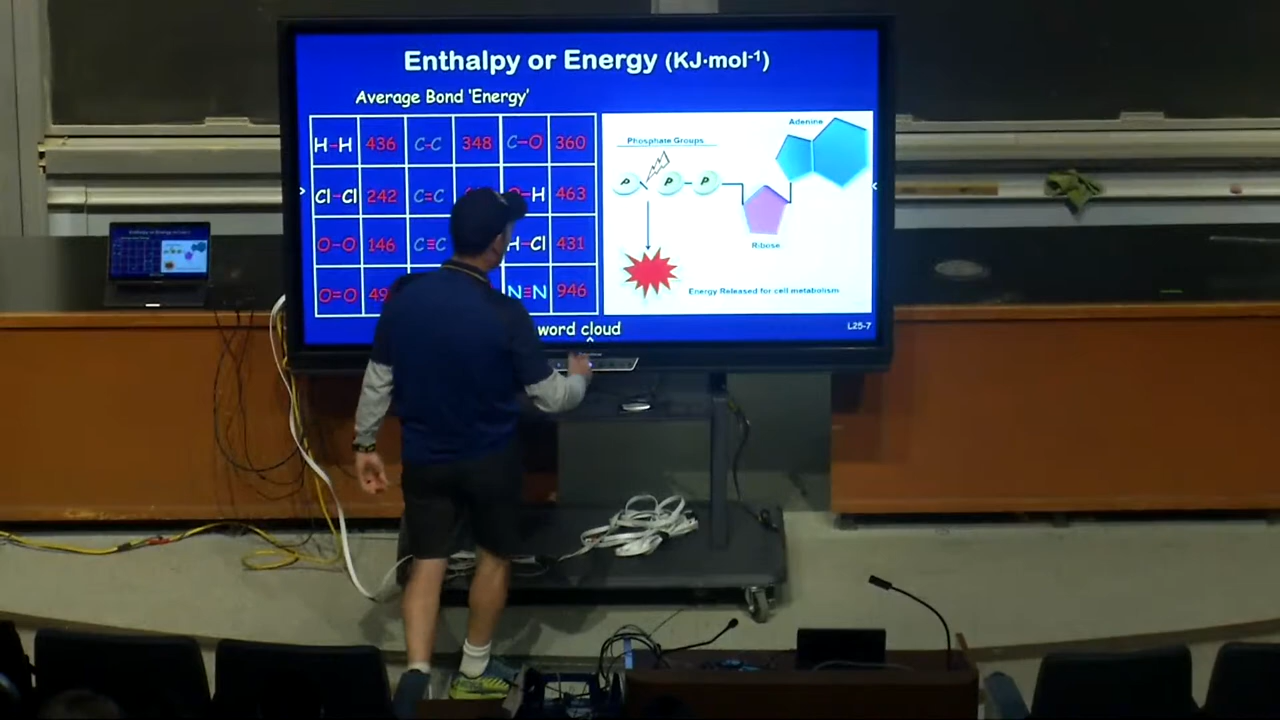 Enthalpy or Energy (KJ·mol⁻¹)
Average Bond 'Energy'
H-H 436 C-C 348 C-O 360
Cl-Cl 242 C=C -H 463
O-O 146 C≡C H-Cl 431
O=O 49 N≡N 946
word cloud
Adenine
Phosphate Groups
P P P
Ribose
Energy Released for cell metabolism
L25-7